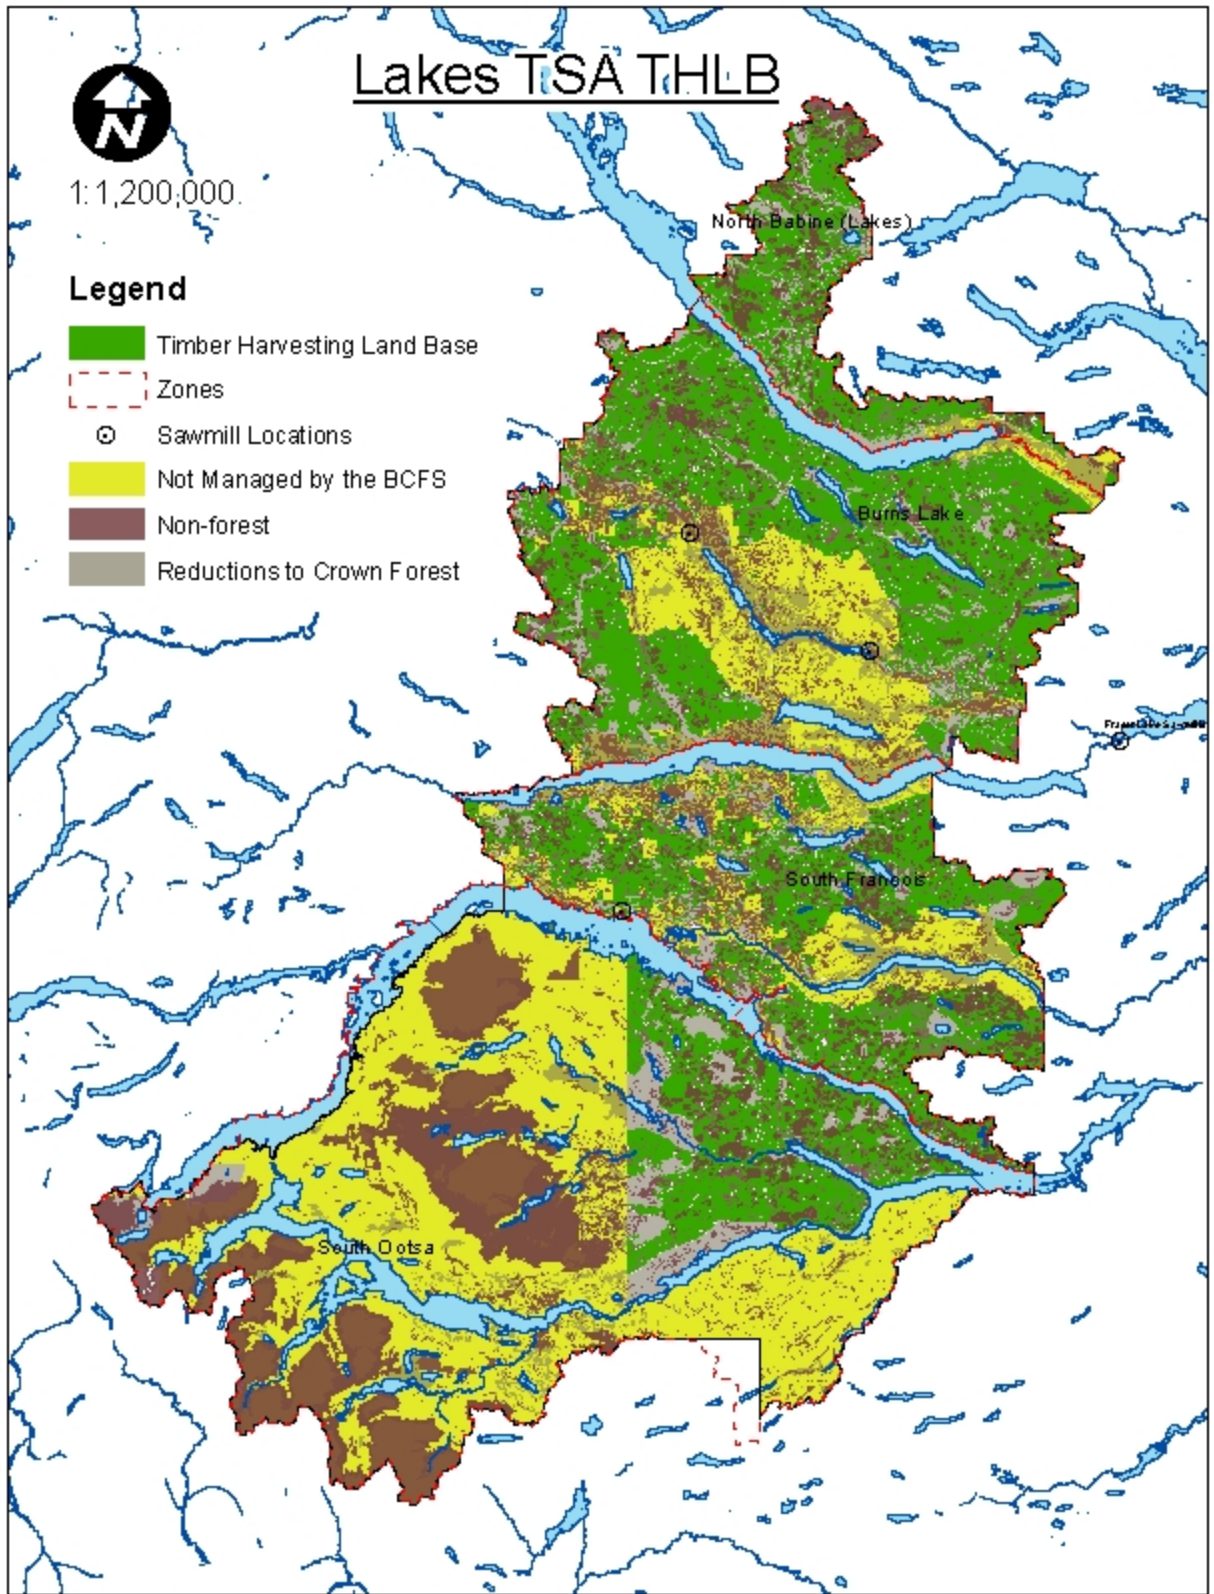 Lakes TSA THLB
N
1:1,200,000.
North Babine (Lakes)
Legend
Timber Harvesting Land Base
Zones
Sawmill Locations
Not Managed by the BCFS
Non-forest
Reductions to Crown Forest
Burns Lake
South Francois
South Ootsa